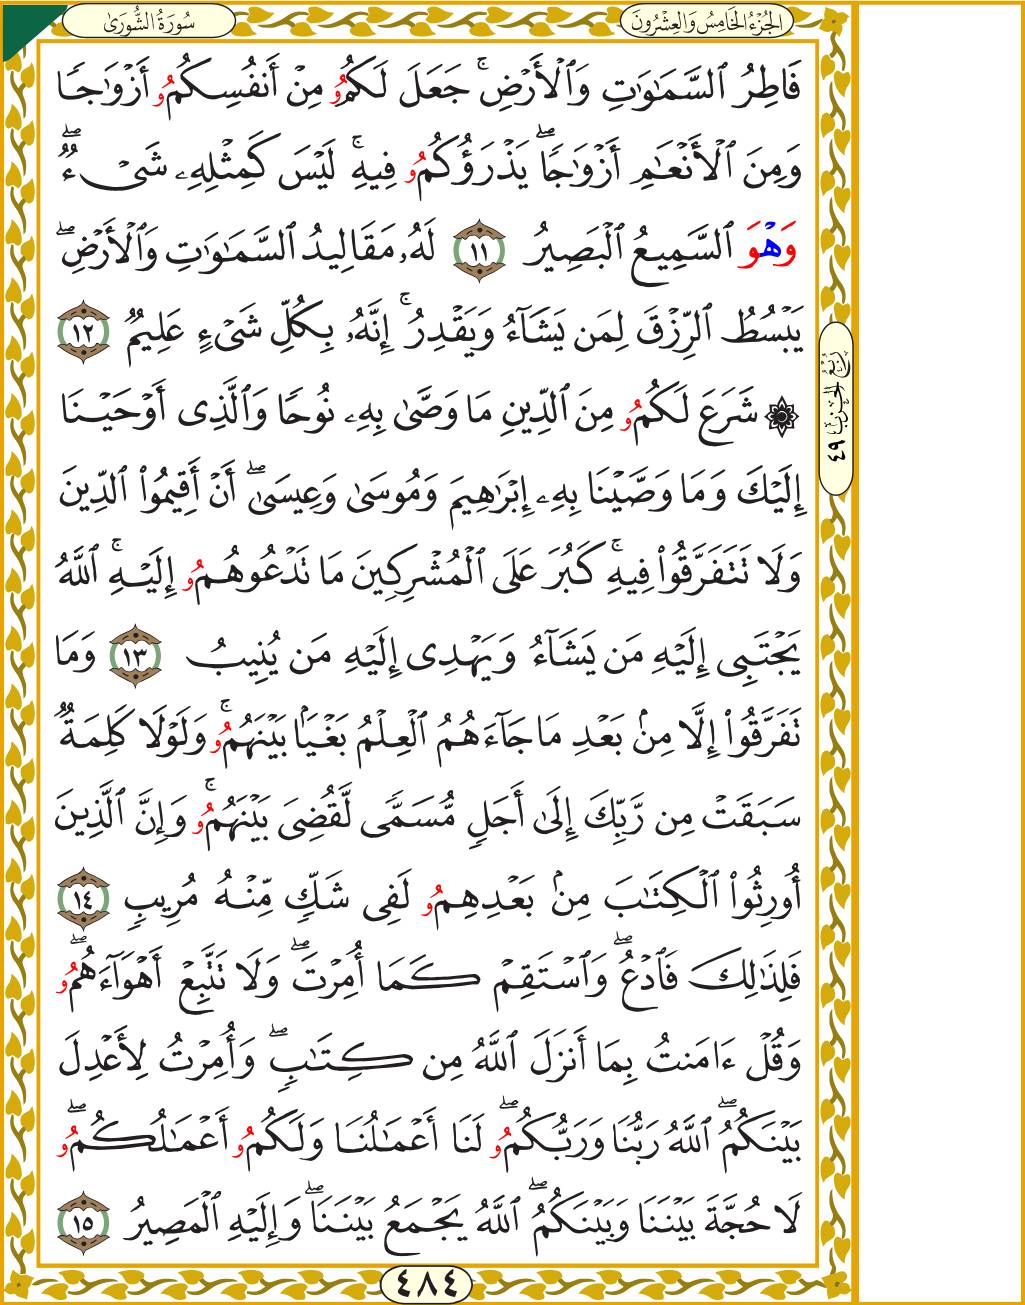 سُورَةُ الشُّورَىٰ
الجُزْءُ الخَامِسُ وَالعِشْرُونَ
فَاطِرُ ٱلسَّمَٰوَٰتِ وَٱلْأَرْضِۚ جَعَلَ لَكُمُۥ مِنْ أَنفُسِكُمُۥ أَزْوَٰجًا
وَمِنَ ٱلْأَنْعَٰمِ أَزْوَٰجًاۖ يَذْرَؤُكُمُۥ فِيهِۚ لَيْسَ كَمِثْلِهِۦ شَىْءٌۖ
وَهْوَ ٱلسَّمِيعُ ٱلْبَصِيرُ ١١ لَهُۥ مَقَالِيدُ ٱلسَّمَٰوَٰتِ وَٱلْأَرْضِۖ
يَبْسُطُ ٱلرِّزْقَ لِمَن يَشَآءُ وَيَقْدِرُۚ إِنَّهُۥ بِكُلِّ شَىْءٍ عَلِيمٌ ١٢
۞ شَرَعَ لَكُمُۥ مِنَ ٱلدِّينِ مَا وَصَّىٰ بِهِۦ نُوحًا وَٱلَّذِى أَوْحَيْنَا
إِلَيْكَ وَمَا وَصَّيْنَا بِهِۦ إِبْرَٰهِيمَ وَمُوسَىٰ وَعِيسَىٰۖ أَنْ أَقِيمُوا۟ ٱلدِّينَ
وَلَا تَتَفَرَّقُوا۟ فِيهِۚ كَبُرَ عَلَى ٱلْمُشْرِكِينَ مَا تَدْعُوهُمُۥ إِلَيْهِۚ ٱللَّهُ
يَجْتَبِى إِلَيْهِ مَن يَشَآءُ وَيَهْدِى إِلَيْهِ مَن يُنِيبُ ١٣ وَمَا
تَفَرَّقُوا۟ إِلَّا مِنۢ بَعْدِ مَا جَآءَهُمُ ٱلْعِلْمُ بَغْيًۢا بَيْنَهُمُۥۚ وَلَوْلَا كَلِمَةٌ
سَبَقَتْ مِن رَّبِّكَ إِلَىٰ أَجَلٍ مُّسَمًّى لَّقُضِىَ بَيْنَهُمُۥۚ وَإِنَّ ٱلَّذِينَ
أُورِثُوا۟ ٱلْكِتَٰبَ مِنۢ بَعْدِهِمُۥ لَفِى شَكٍّ مِّنْهُ مُرِيبٍ ١٤
فَلِذَٰلِكَ فَٱدْعُۖ وَٱسْتَقِمْ كَمَا أُمِرْتَۖ وَلَا تَتَّبِعْ أَهْوَآءَهُمُۥۖ
وَقُلْ ءَامَنتُ بِمَا أَنزَلَ ٱللَّهُ مِن كِتَٰبٍۖ وَأُمِرْتُ لِأَعْدِلَ
بَيْنَكُمُۖ ٱللَّهُ رَبُّنَا وَرَبُّكُمُۥۖ لَنَا أَعْمَٰلُنَا وَلَكُمُۥ أَعْمَٰلُكُمُۥۖ
لَا حُجَّةَ بَيْنَنَا وَبَيْنَكُمُۖ ٱللَّهُ يَجْمَعُ بَيْنَنَاۖ وَإِلَيْهِ ٱلْمَصِيرُ ١٥
رُبْعُ الحِزْبِ ٤٩
٤٨٤